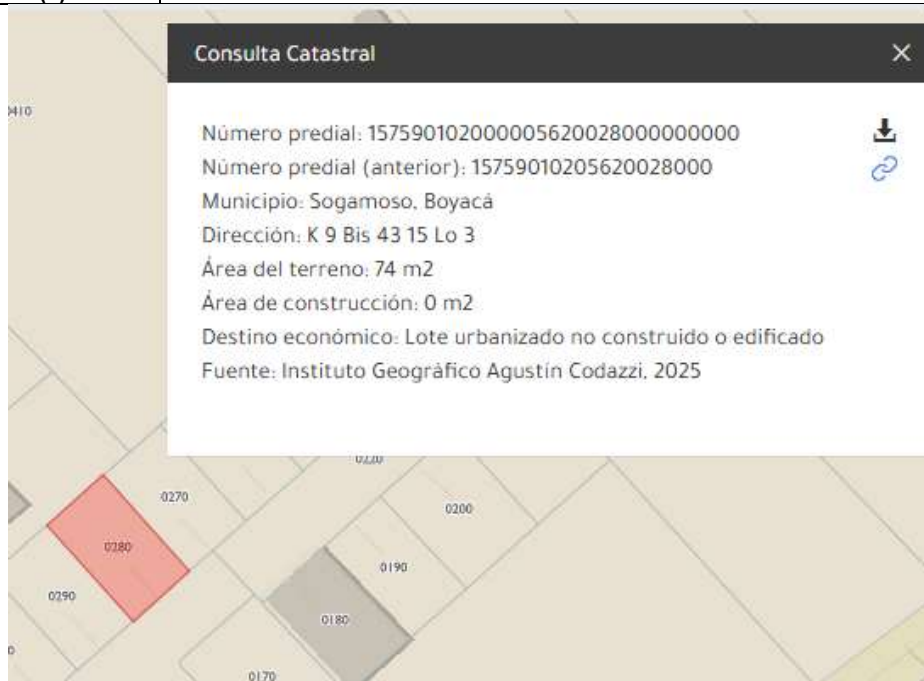 Consulta Catastral
Número predial: 157590102000005620028000000000
Número predial (anterior): 15759010205620028000
Municipio: Sogamoso, Boyacá
Dirección: K 9 Bis 43 15 Lo 3
Área del terreno: 74 m2
Área de construcción: 0 m2
Destino económico: Lote urbanizado no construido o edificado
Fuente: Instituto Geográfico Agustín Codazzi, 2025
0410
0220
0270
0200
0280
0190
0290
0180
0170